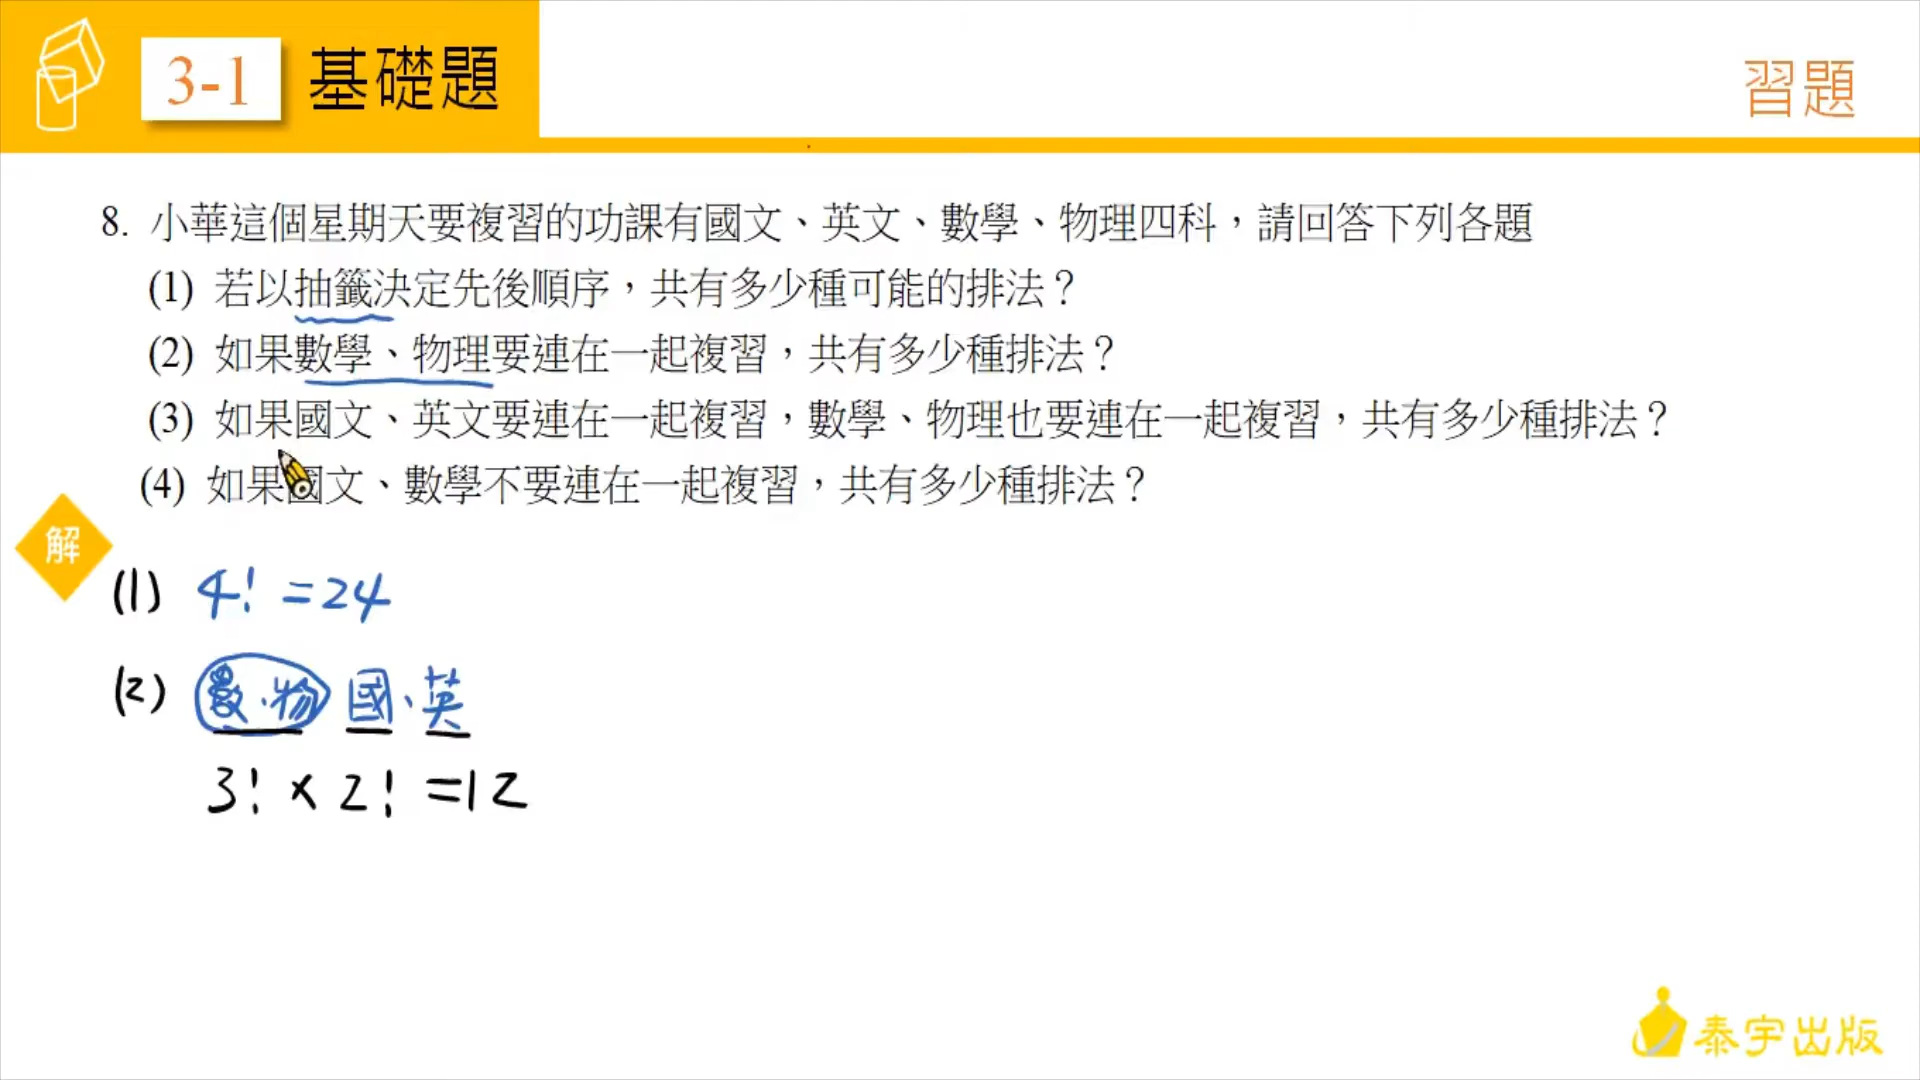 3-1 基礎題
習題
8. 小華這個星期天要複習的功課有國文、英文、數學、物理四科，請回答下列各題
(1) 若以抽籤決定先後順序，共有多少種可能的排法？
(2) 如果數學、物理要連在一起複習，共有多少種排法？
(3) 如果國文、英文要連在一起複習，數學、物理也要連在一起複習，共有多少種排法？
(4) 如果國文、數學不要連在一起複習，共有多少種排法？
解
(1) 4! =24
(2) 數、物 國、英
3! × 2! =12
泰宇出版